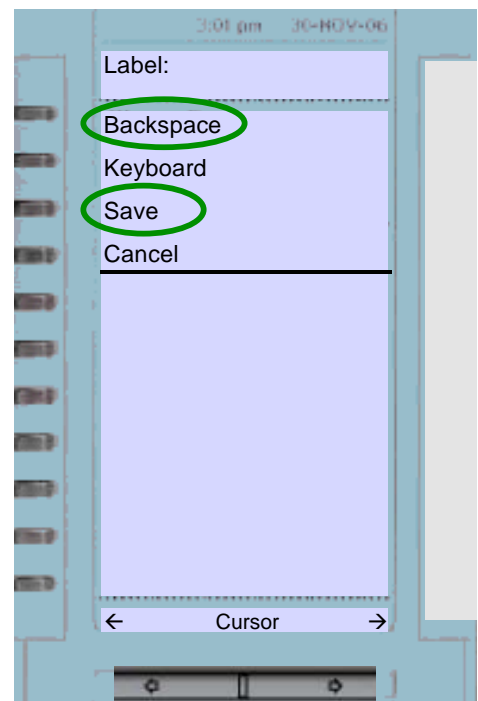 3:01 pm 30-NOV-06
Label:
Backspace
Keyboard
Save
Cancel
← Cursor →